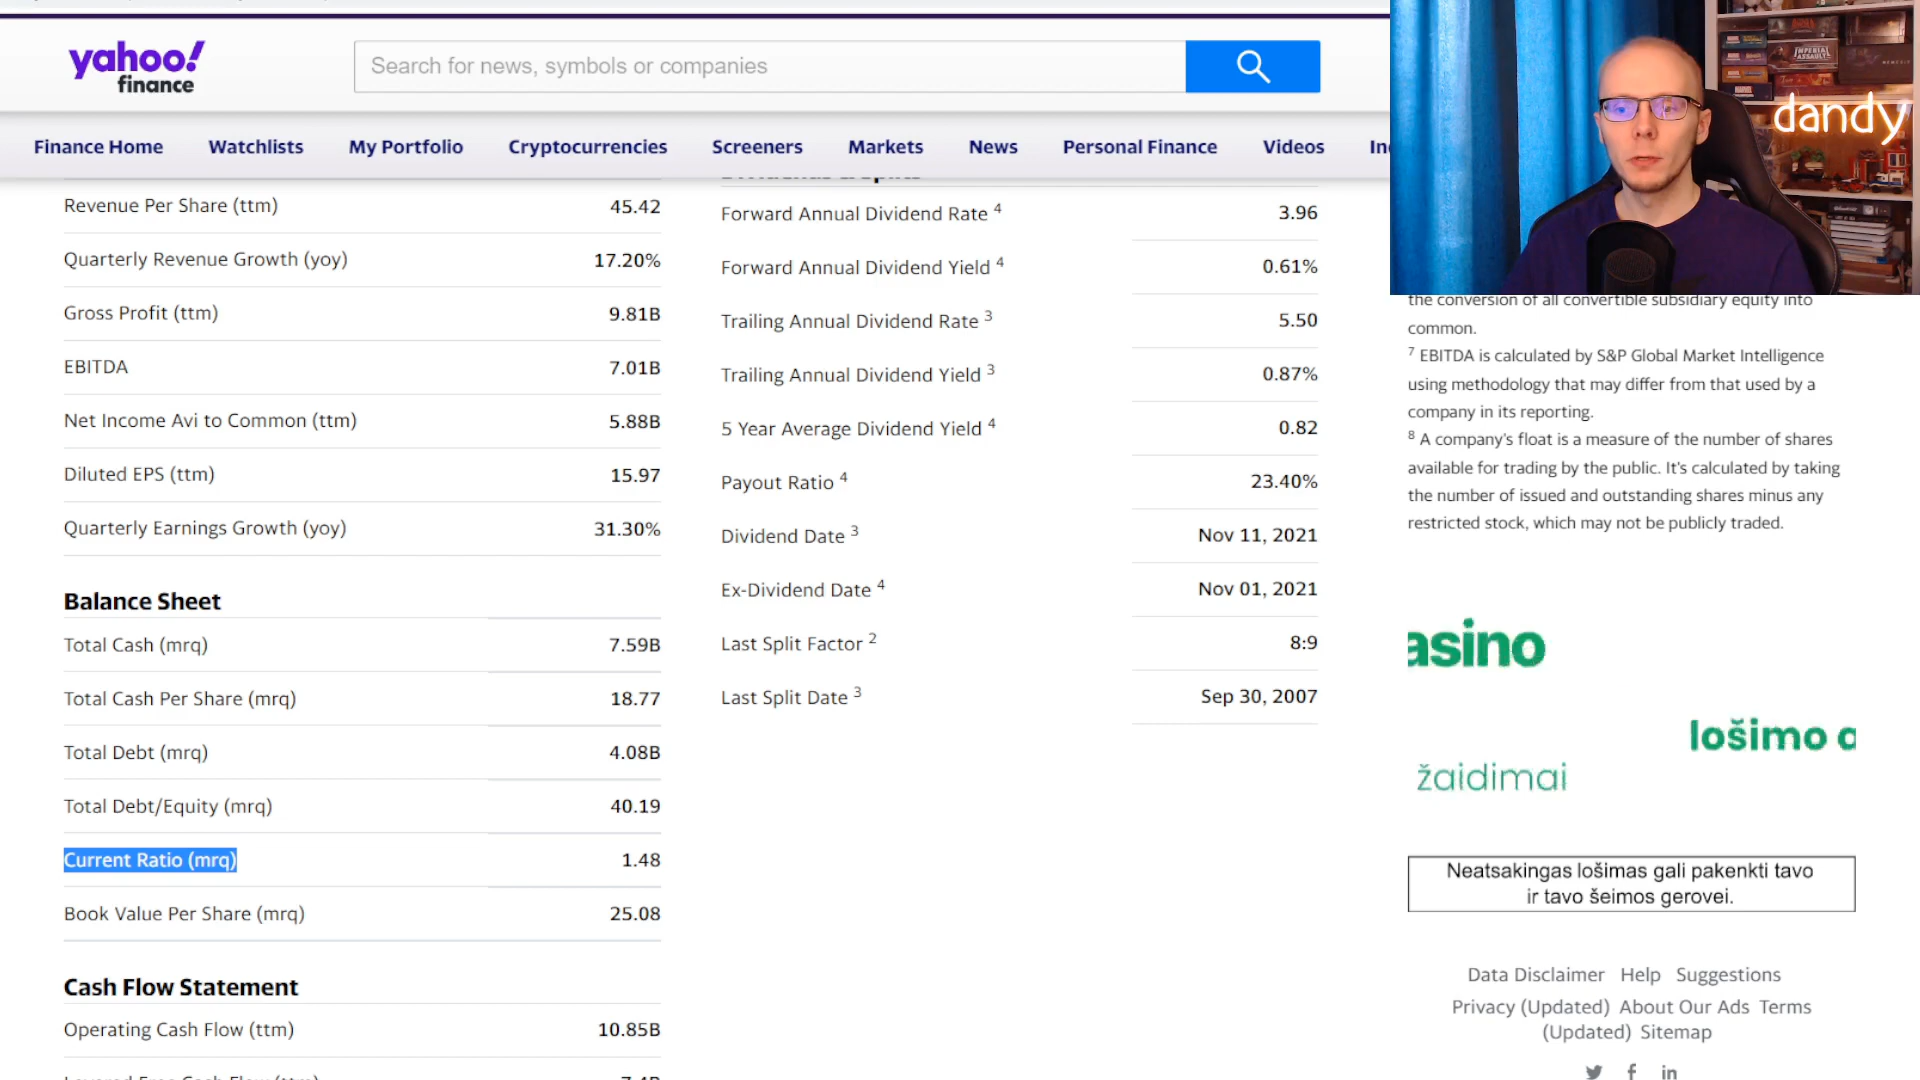 yahoo!
finance
Search for news, symbols or companies
dandy
IMPERIAL
ASSAULT
MARVEL
Finance Home
Watchlists
My Portfolio
Cryptocurrencies
Screeners
Markets
News
Personal Finance
Videos
Revenue Per Share (ttm) 45.42
Quarterly Revenue Growth (yoy) 17.20%
Gross Profit (ttm) 9.81B
EBITDA 7.01B
Net Income Avi to Common (ttm) 5.88B
Diluted EPS (ttm) 15.97
Quarterly Earnings Growth (yoy) 31.30%
Balance Sheet
Total Cash (mrq) 7.59B
Total Cash Per Share (mrq) 18.77
Total Debt (mrq) 4.08B
Total Debt/Equity (mrq) 40.19
Current Ratio (mrq) 1.48
Book Value Per Share (mrq) 25.08
Cash Flow Statement
Operating Cash Flow (ttm) 10.85B
Forward Annual Dividend Rate 4 3.96
Forward Annual Dividend Yield 4 0.61%
Trailing Annual Dividend Rate 3 5.50
Trailing Annual Dividend Yield 3 0.87%
5 Year Average Dividend Yield 4 0.82
Payout Ratio 4 23.40%
Dividend Date 3 Nov 11, 2021
Ex-Dividend Date 4 Nov 01, 2021
Last Split Factor 2 8:9
Last Split Date 3 Sep 30, 2007
the conversion of all convertible subsidiary equity into
common.
7 EBITDA is calculated by S&P Global Market Intelligence
using methodology that may differ from that used by a
company in its reporting.
8 A company's float is a measure of the number of shares
available for trading by the public. It's calculated by taking
the number of issued and outstanding shares minus any
restricted stock, which may not be publicly traded.
asino
lošimo
žaidimai
Neatsakingas lošimas gali pakenkti tavo
ir tavo šeimos gerovei.
Data Disclaimer Help Suggestions
Privacy (Updated) About Our Ads Terms
(Updated) Sitemap